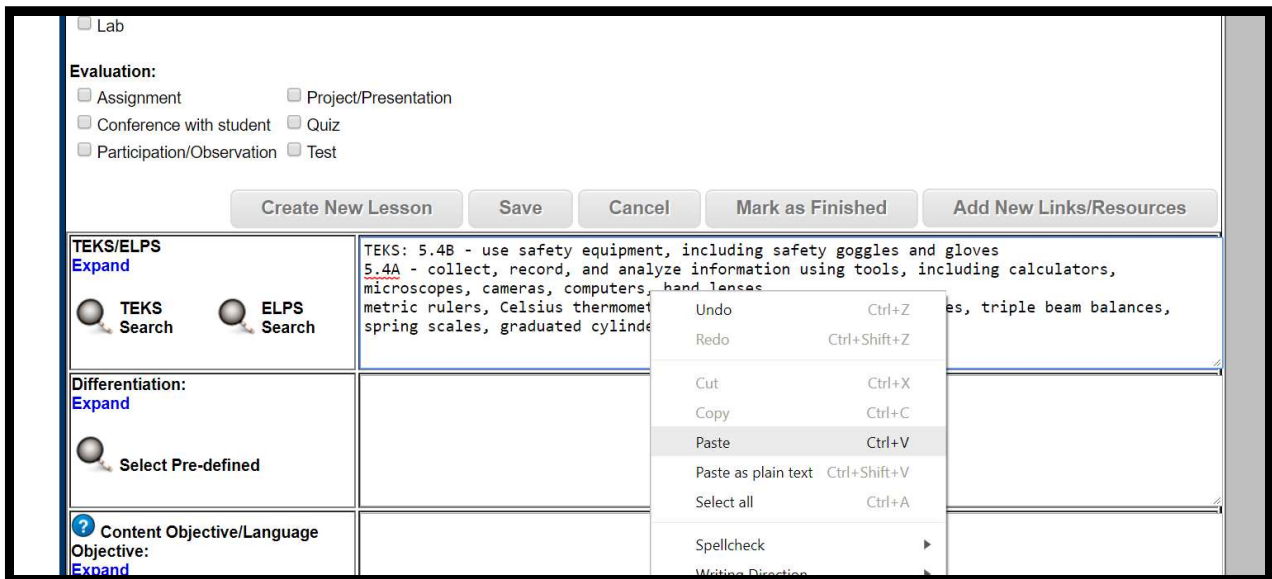 Lab
Evaluation:
Assignment Project/Presentation
Conference with student Quiz
Participation/Observation Test
Create New Lesson Save Cancel Mark as Finished Add New Links/Resources
TEKS/ELPS
Expand
TEKS Search
ELPS Search
TEKS: 5.4B - use safety equipment, including safety goggles and gloves
5.4A - collect, record, and analyze information using tools, including calculators,
microscopes, cameras, computers, hand lenses
metric rulers, Celsius es, triple beam balances,
spring scales, graduated
Undo Ctrl+Z
Redo Ctrl+Shift+Z
Cut Ctrl+X
Copy Ctrl+C
Paste Ctrl+V
Paste as plain text Ctrl+Shift+V
Select all Ctrl+A
Spellcheck
Writing Direction
Differentiation:
Expand
Select Pre-defined
? Content Objective/Language
Objective:
Expand